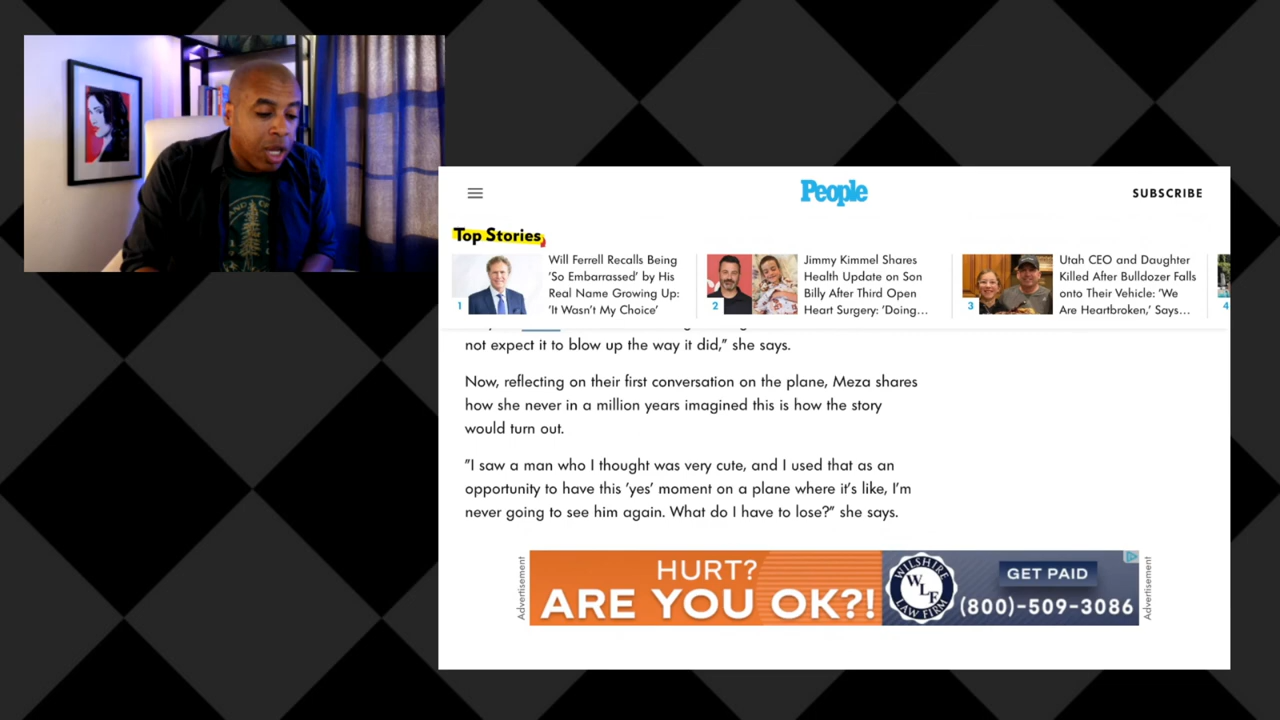 People
SUBSCRIBE
Top Stories
1
Will Ferrell Recalls Being
'So Embarrassed' by His
Real Name Growing Up:
'It Wasn't My Choice'
2
Jimmy Kimmel Shares
Health Update on Son
Billy After Third Open
Heart Surgery: 'Doing...
3
Utah CEO and Daughter
Killed After Bulldozer Falls
onto Their Vehicle: 'We
Are Heartbroken,' Says...
4
not expect it to blow up the way it did," she says.
Now, reflecting on their first conversation on the plane, Meza shares
how she never in a million years imagined this is how the story
would turn out.
"I saw a man who I thought was very cute, and I used that as an
opportunity to have this 'yes' moment on a plane where it's like, I'm
never going to see him again. What do I have to lose?" she says.
Advertisement
HURT?
ARE YOU OK?!
WILSHIRE
WLF
LAW FIRM
GET PAID
(800)-509-3086
Advertisement